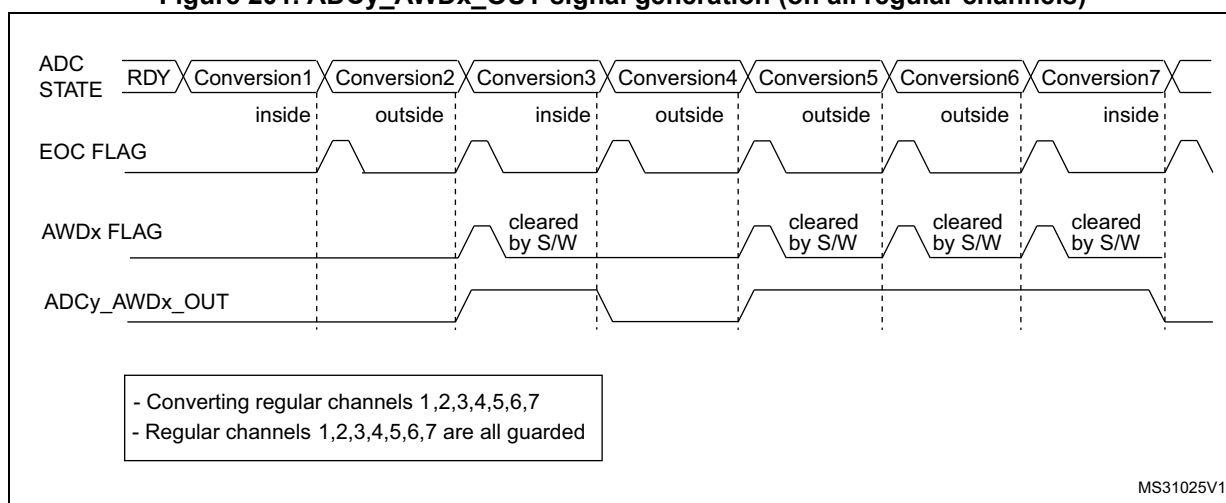 Figure 201. ADCy_AWDx_OUT signal generation (on all regular channels)
ADC
STATE
RDY Conversion1 Conversion2 Conversion3 Conversion4 Conversion5 Conversion6 Conversion7
inside outside inside outside outside outside inside
EOC FLAG
AWDx FLAG
cleared
by S/W
cleared
by S/W
cleared
by S/W
cleared
by S/W
ADCy_AWDx_OUT
- Converting regular channels 1,2,3,4,5,6,7
- Regular channels 1,2,3,4,5,6,7 are all guarded
MS31025V1